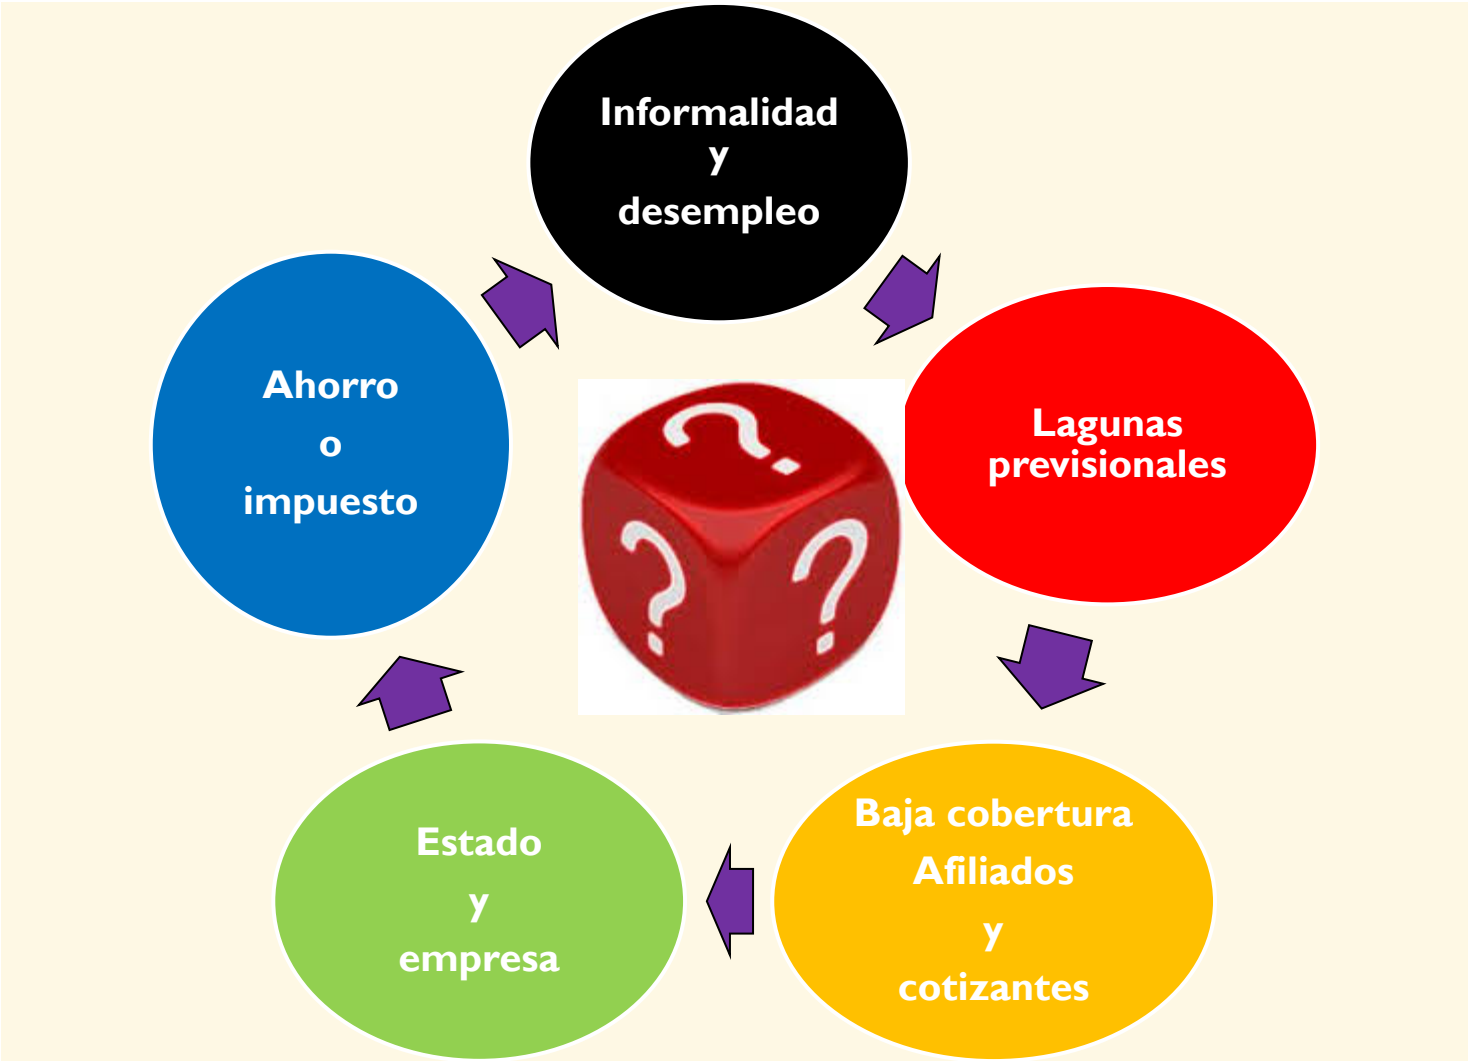 Informalidad
y
desempleo
Lagunas
previsionales
Baja cobertura
Afiliados
y
cotizantes
Estado
y
empresa
Ahorro
o
impuesto
?
?
?